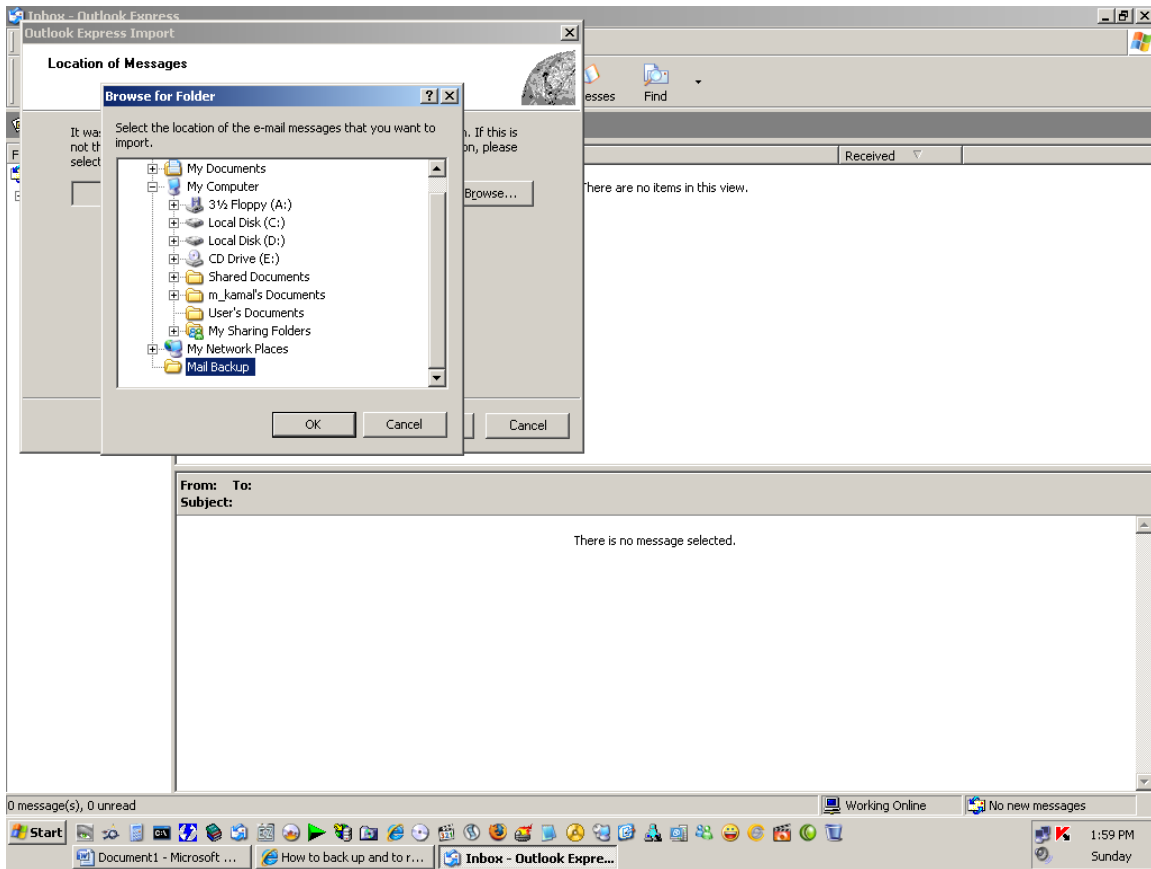 Inbox - Outlook Express
Outlook Express Import
Location of Messages
esses
Find
Browse for Folder
Select the location of the e-mail messages that you want to
import.
It was
n. If this is
not th
on, please
select
Browse...
My Documents
My Computer
3½ Floppy (A:)
Local Disk (C:)
Local Disk (D:)
CD Drive (E:)
Shared Documents
m_kamal's Documents
User's Documents
My Sharing Folders
My Network Places
Mail Backup
OK
Cancel
Cancel
F
Received
There are no items in this view.
From: To:
Subject:
There is no message selected.
0 message(s), 0 unread
Working Online
No new messages
Start
1:59 PM
Document1 - Microsoft ...
How to back up and to r...
Inbox - Outlook Expre...
Sunday